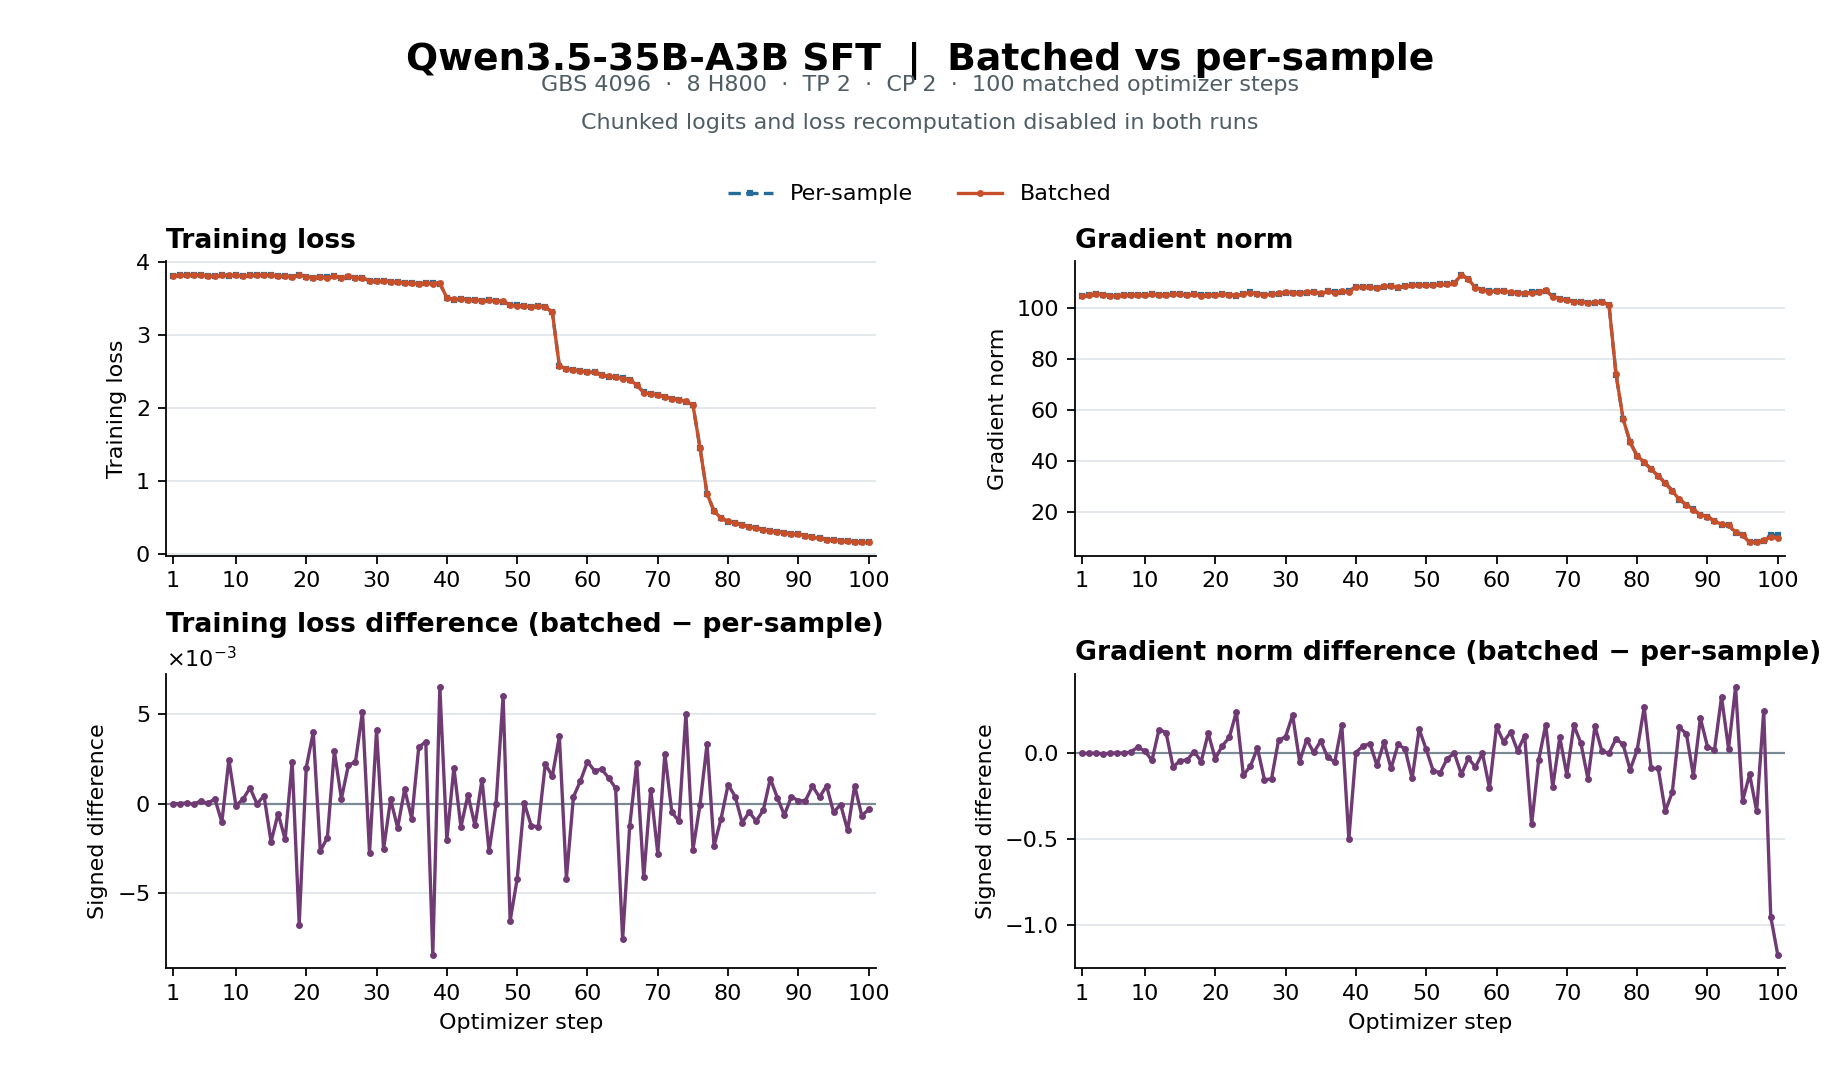 Qwen3.5-35B-A3B SFT | Batched vs per-sample
GBS 4096 · 8 H800 · TP 2 · CP 2 · 100 matched optimizer steps
Chunked logits and loss recomputation disabled in both runs
Per-sample Batched
Training loss
Training loss
4
3
2
1
0
1 10 20 30 40 50 60 70 80 90 100
Gradient norm
Gradient norm
100
80
60
40
20
1 10 20 30 40 50 60 70 80 90 100
Training loss difference (batched − per-sample)
×10⁻³
Signed difference
5
0
−5
1 10 20 30 40 50 60 70 80 90 100
Optimizer step
Gradient norm difference (batched − per-sample)
Signed difference
0.0
−0.5
−1.0
1 10 20 30 40 50 60 70 80 90 100
Optimizer step